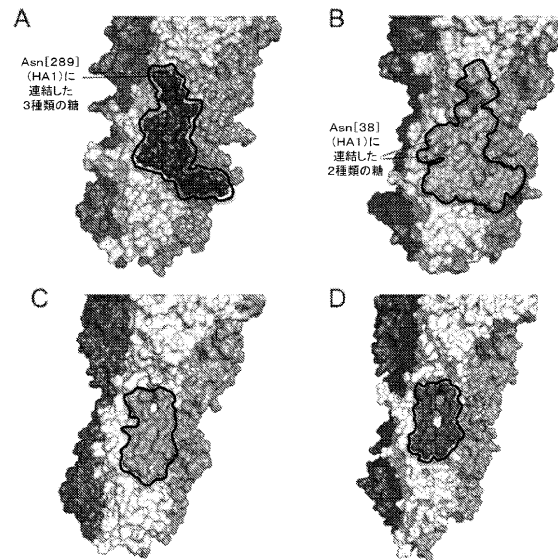 A
Asn[289]
(HA1)に
連結した
3種類の糖
B
Asn[38]
(HA1)に
連結した
2種類の糖
C
D